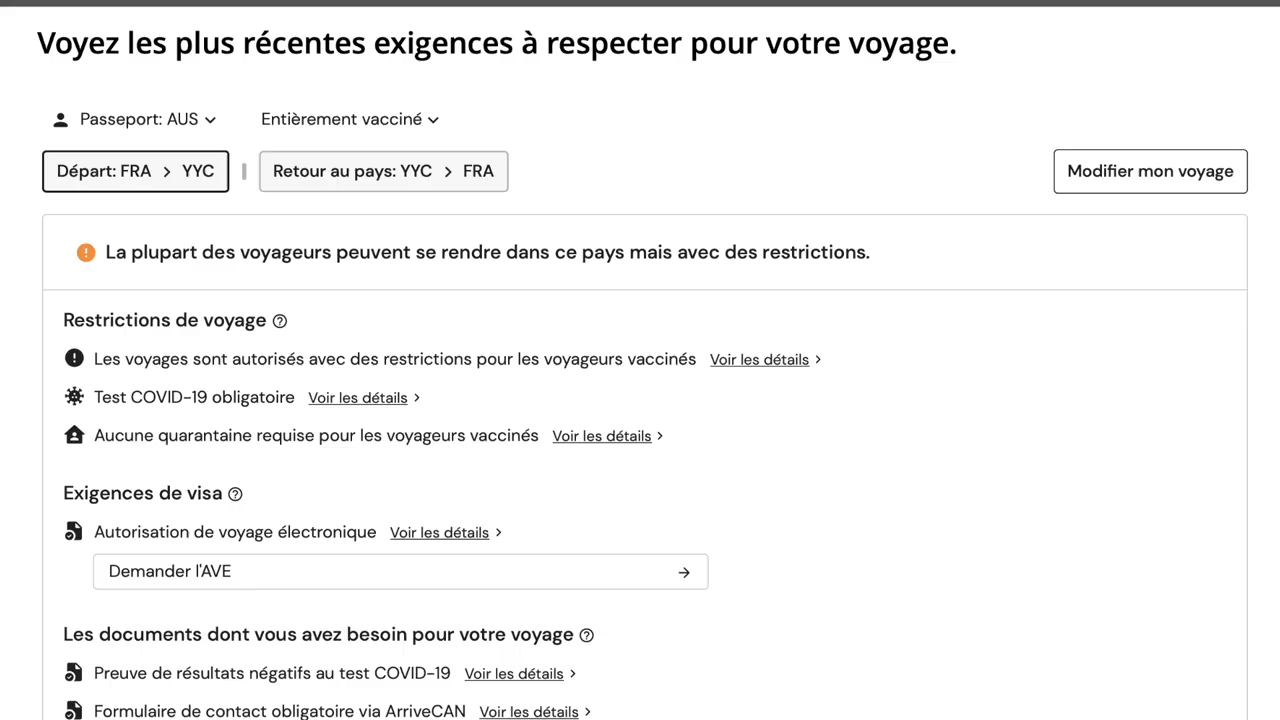 Voyez les plus récentes exigences à respecter pour votre voyage.
Passeport: AUS Entièrement vacciné
Départ: FRA > YYC Retour au pays: YYC > FRA Modifier mon voyage
La plupart des voyageurs peuvent se rendre dans ce pays mais avec des restrictions.
Restrictions de voyage
Les voyages sont autorisés avec des restrictions pour les voyageurs vaccinés Voir les détails >
Test COVID-19 obligatoire Voir les détails >
Aucune quarantaine requise pour les voyageurs vaccinés Voir les détails >
Exigences de visa
Autorisation de voyage électronique Voir les détails >
Demander l'AVE →
Les documents dont vous avez besoin pour votre voyage
Preuve de résultats négatifs au test COVID-19 Voir les détails >
Formulaire de contact obligatoire via ArriveCAN Voir les détails >